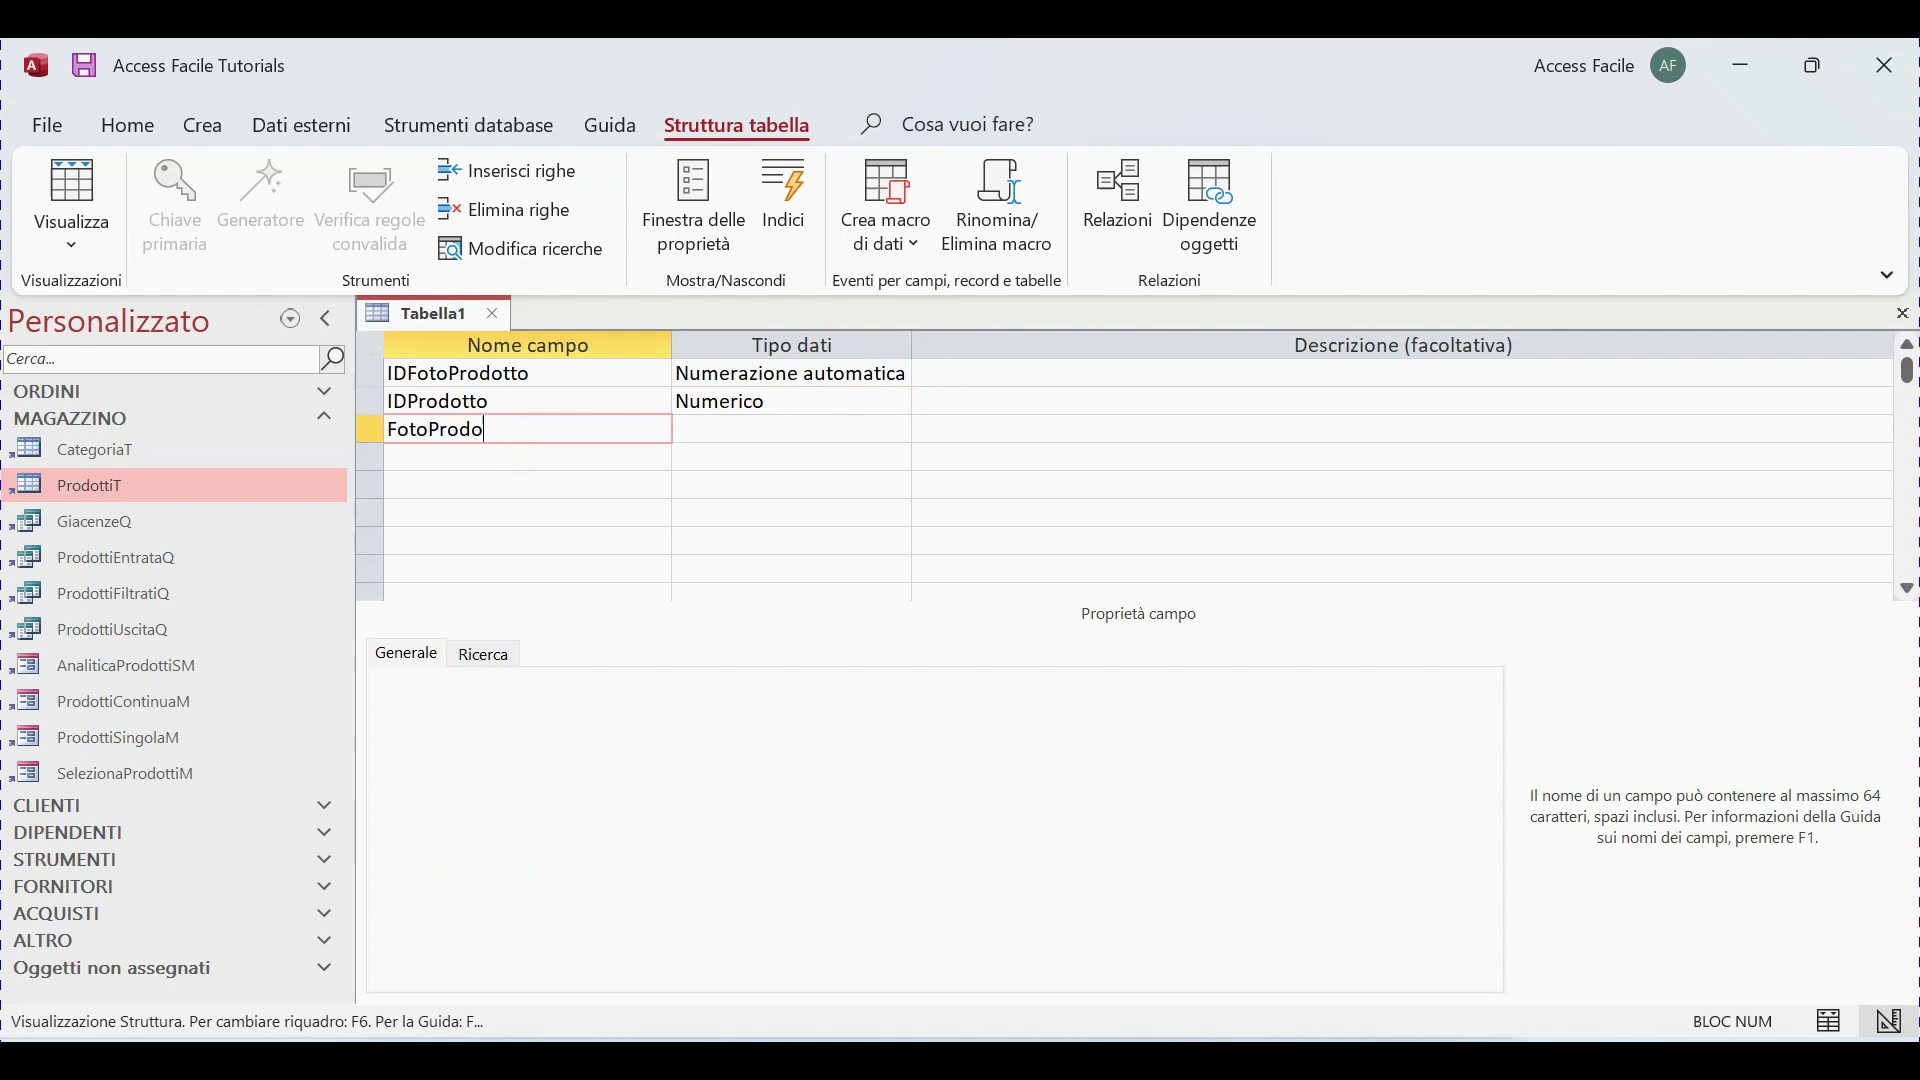 Access Facile Tutorials
Access Facile AF
File Home Crea Dati esterni Strumenti database Guida Struttura tabella Cosa vuoi fare?
Visualizza
Visualizzazioni
Chiave primaria
Generatore
Verifica regole convalida
Inserisci righe
Elimina righe
Modifica ricerche
Strumenti
Finestra delle proprietà
Indici
Mostra/Nascondi
Crea macro di dati
Rinomina/ Elimina macro
Eventi per campi, record e tabelle
Relazioni
Dipendenze oggetti
Relazioni
Personalizzato
Cerca...
ORDINI
MAGAZZINO
CategoriaT
ProdottiT
GiacenzeQ
ProdottiEntrataQ
ProdottiFiltratiQ
ProdottiUscitaQ
AnaliticaProdottiSM
ProdottiContinuaM
ProdottiSingolaM
SelezionaProdottiM
CLIENTI
DIPENDENTI
STRUMENTI
FORNITORI
ACQUISTI
ALTRO
Oggetti non assegnati
Tabella1
Nome campo Tipo dati Descrizione (facoltativa)
IDFotoProdotto Numerazione automatica
IDProdotto Numerico
FotoProdo
Proprietà campo
Generale Ricerca
Il nome di un campo può contenere al massimo 64
caratteri, spazi inclusi. Per informazioni della Guida
sui nomi dei campi, premere F1.
Visualizzazione Struttura. Per cambiare riquadro: F6. Per la Guida: F...
BLOC NUM